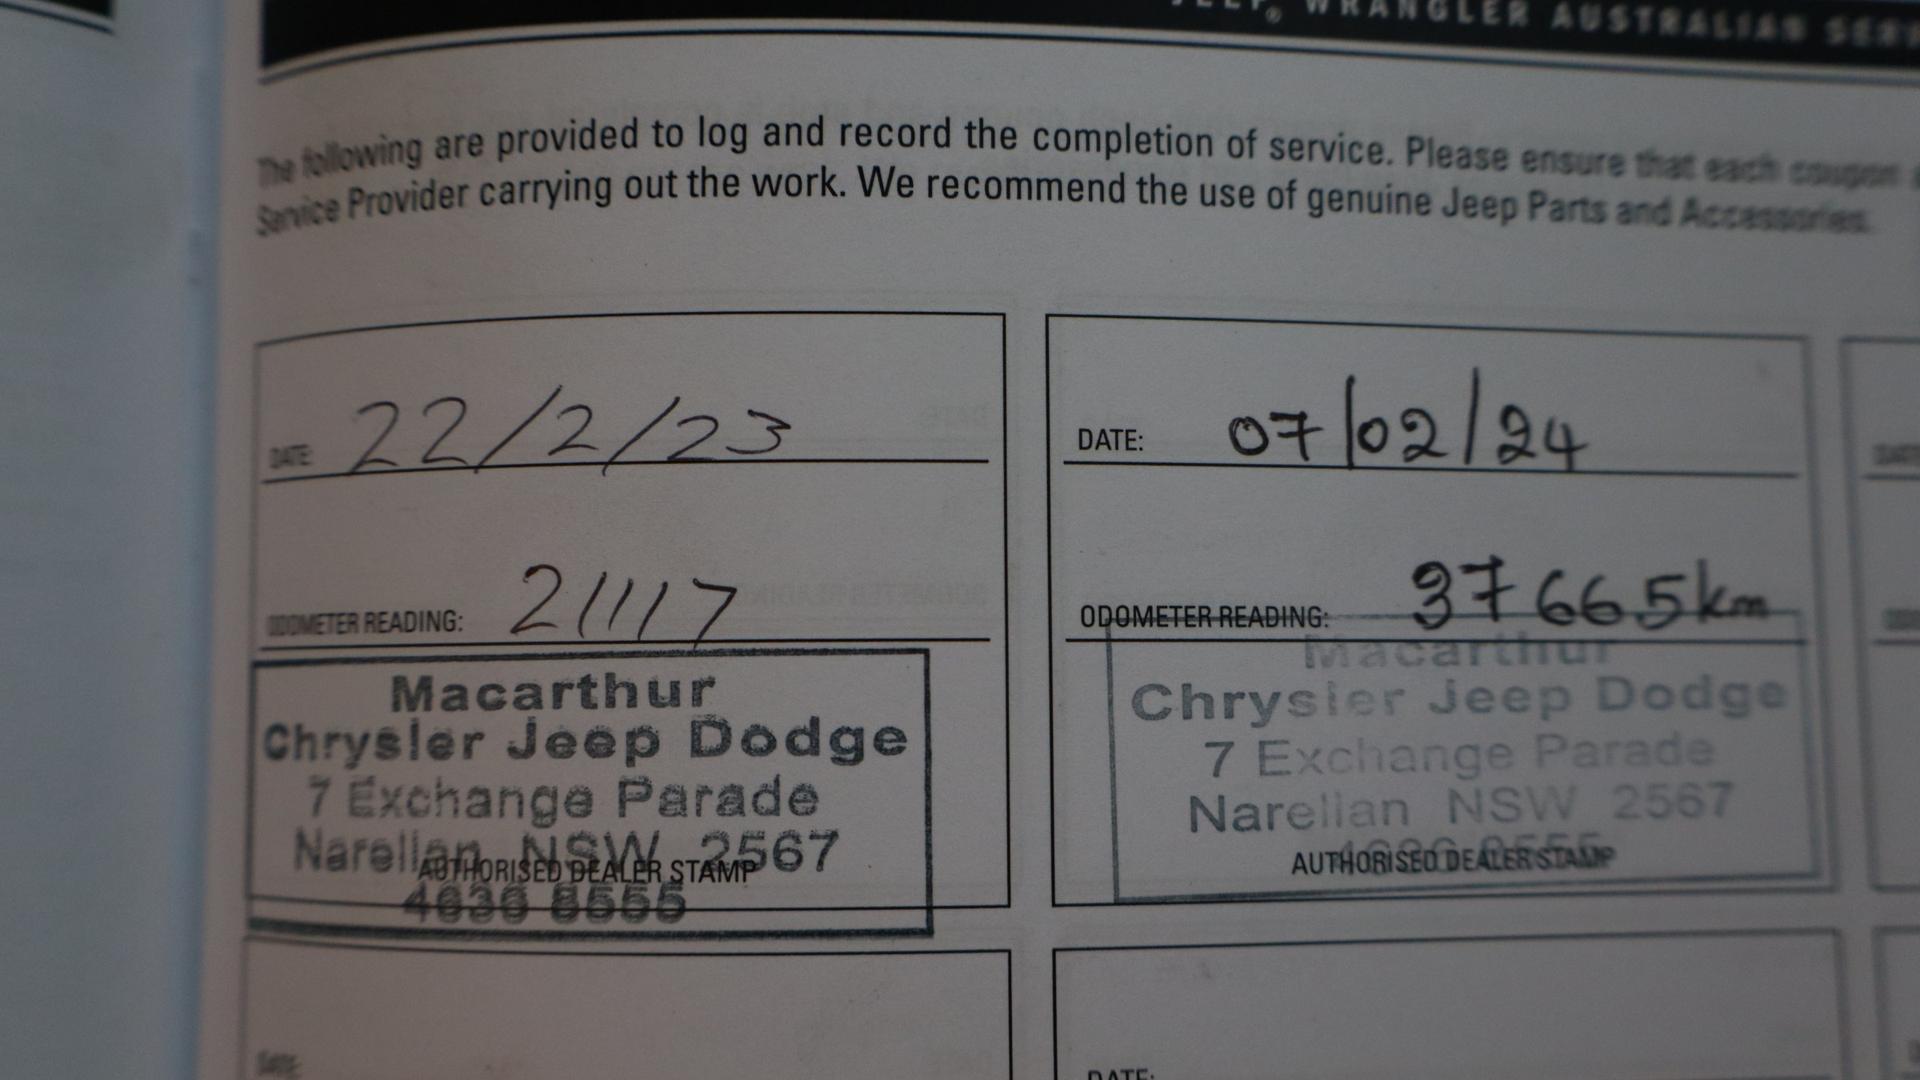 JEEP® WRANGLER AUSTRALIAN
The following are provided to log and record the completion of service. Please ensure that each coupon
Service Provider carrying out the work. We recommend the use of genuine Jeep Parts and Accessories.
DATE: 22/2/23
ODOMETER READING: 21117
Macarthur
Chrysler Jeep Dodge
7 Exchange Parade
Narellan NSW 2567
AUTHORISED DEALER STAMP
4636 8555
DATE: 07/02/24
ODOMETER READING: 37665km
Macarthur
Chrysler Jeep Dodge
7 Exchange Parade
Narellan NSW 2567
AUTHORISED DEALER STAMP
DATE:
DATE: